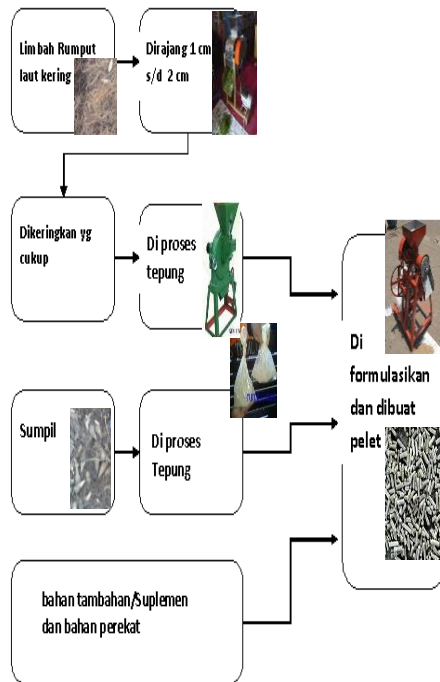 Limbah Rumput
laut kering
Dirajang 1 cm
s/d 2 cm
Dikeringkan yg
cukup
Di proses
tepung
Sumpil
Di proses
Tepung
bahan tambahan/Suplemen
dan bahan perekat
Di
formulasikan
dan dibuat
pelet